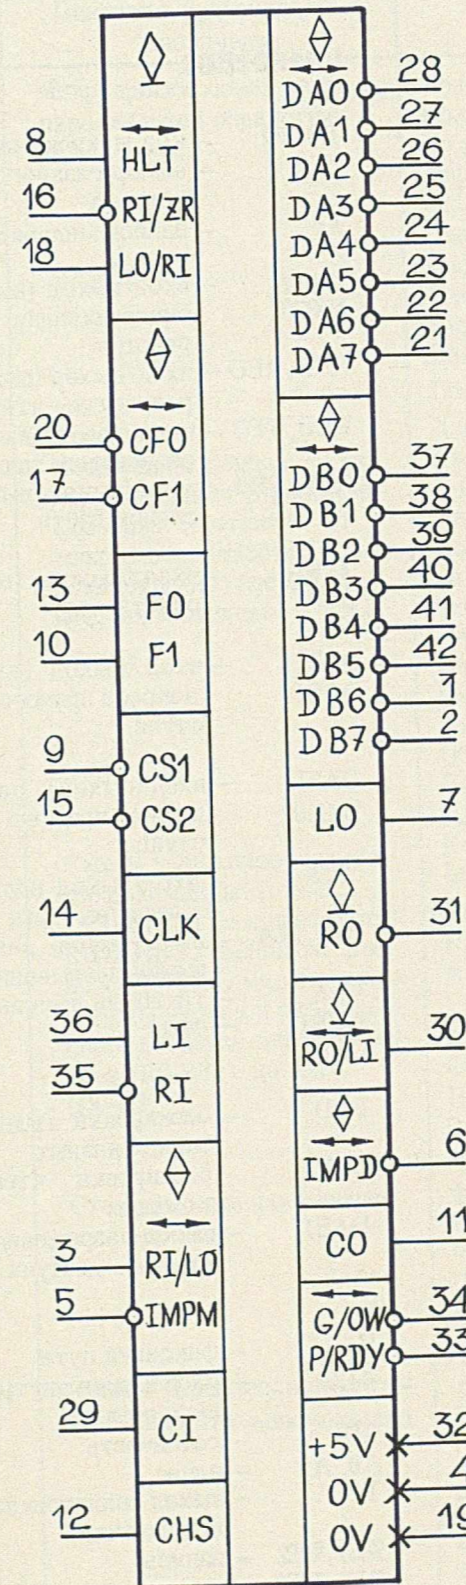 8 HLT
16 RI/ZR
18 LO/RI
20 CF0
17 CF1
13 F0
10 F1
9 CS1
15 CS2
14 CLK
36 LI
35 RI
3 RI/LO
5 IMPM
29 CI
12 CHS
DA0 28
DA1 27
DA2 26
DA3 25
DA4 24
DA5 23
DA6 22
DA7 21
DB0 37
DB1 38
DB2 39
DB3 40
DB4 41
DB5 42
DB6 1
DB7 2
LO 7
RO 31
RO/LI 30
IMPD 6
CO 11
G/OW 34
P/RDY 33
+5V 32
0V 4
0V 19